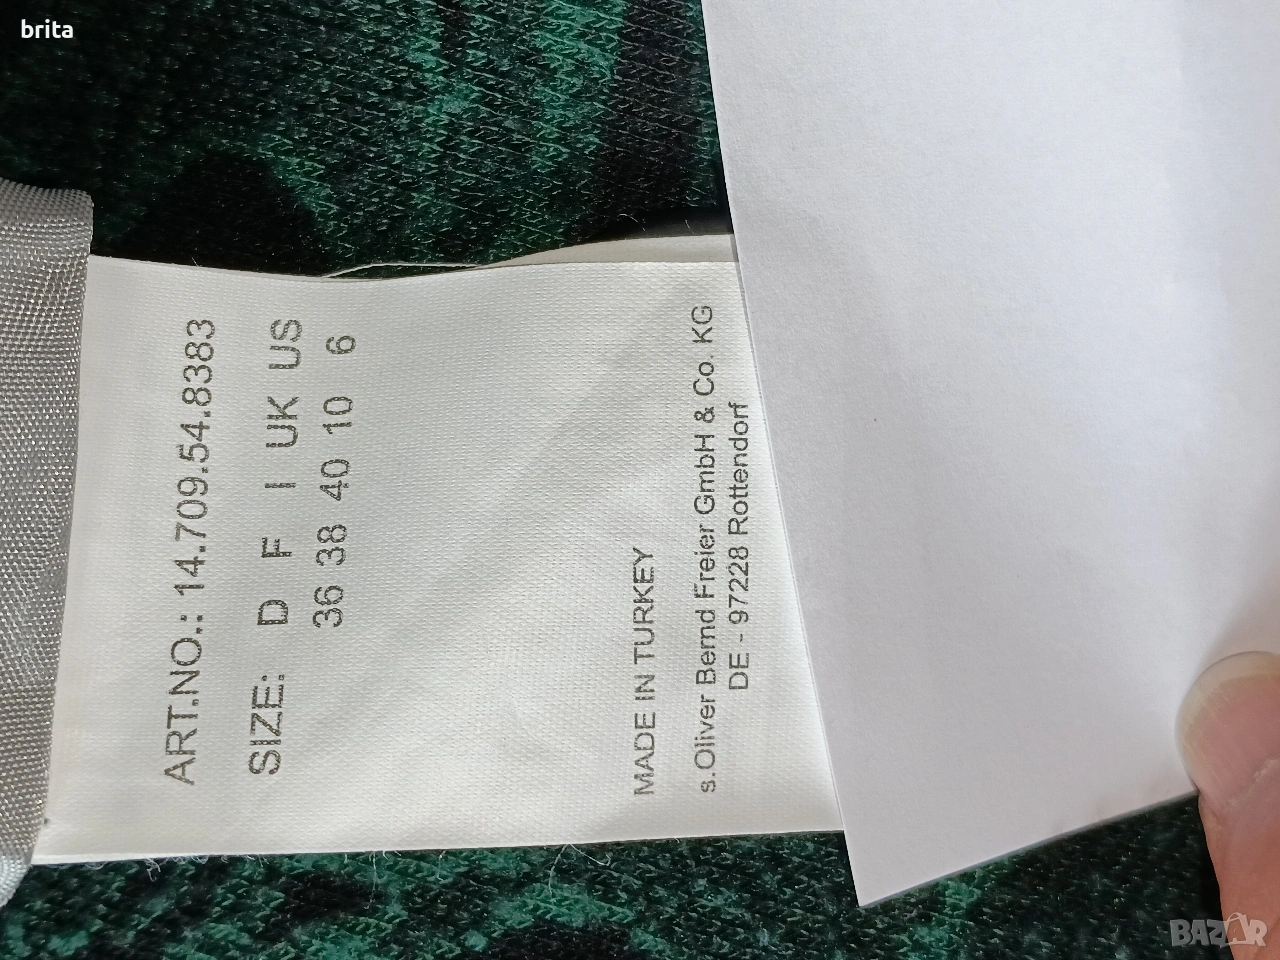 brita
ART.NO.: 14.709.54.8383
SIZE: D F I UK US
36 38 40 10 6
MADE IN TURKEY
s.Oliver Bernd Freier GmbH & Co. KG
DE - 97228 Rottendorf
BAZAR